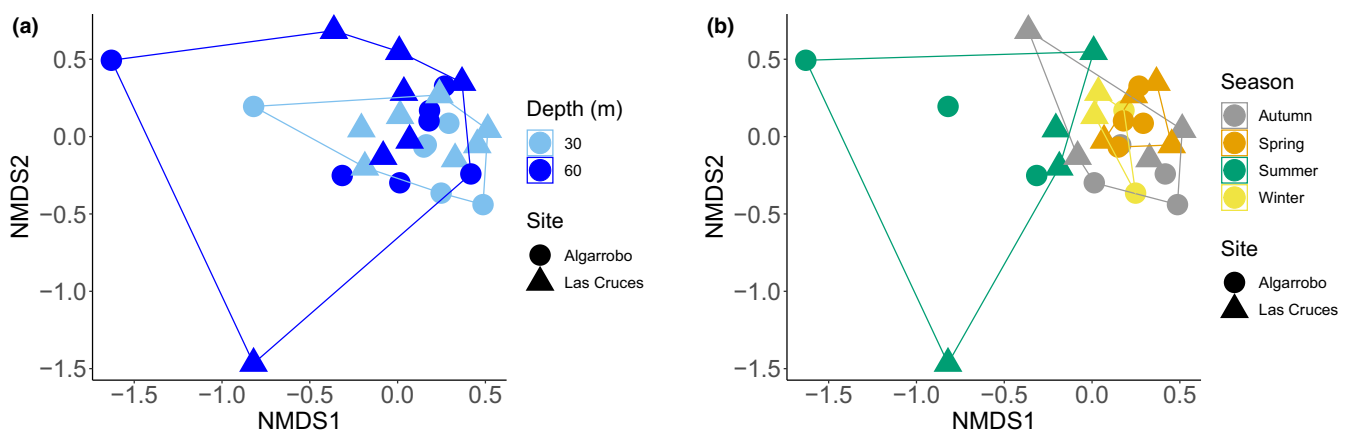 (a)
NMDS2
0.5
0.0
−0.5
−1.0
−1.5
−1.5 −1.0 −0.5 0.0 0.5
NMDS1
Depth (m)
30
60
Site
Algarrobo
Las Cruces
(b)
NMDS2
0.5
0.0
−0.5
−1.0
−1.5
−1.5 −1.0 −0.5 0.0 0.5
NMDS1
Season
Autumn
Spring
Summer
Winter
Site
Algarrobo
Las Cruces